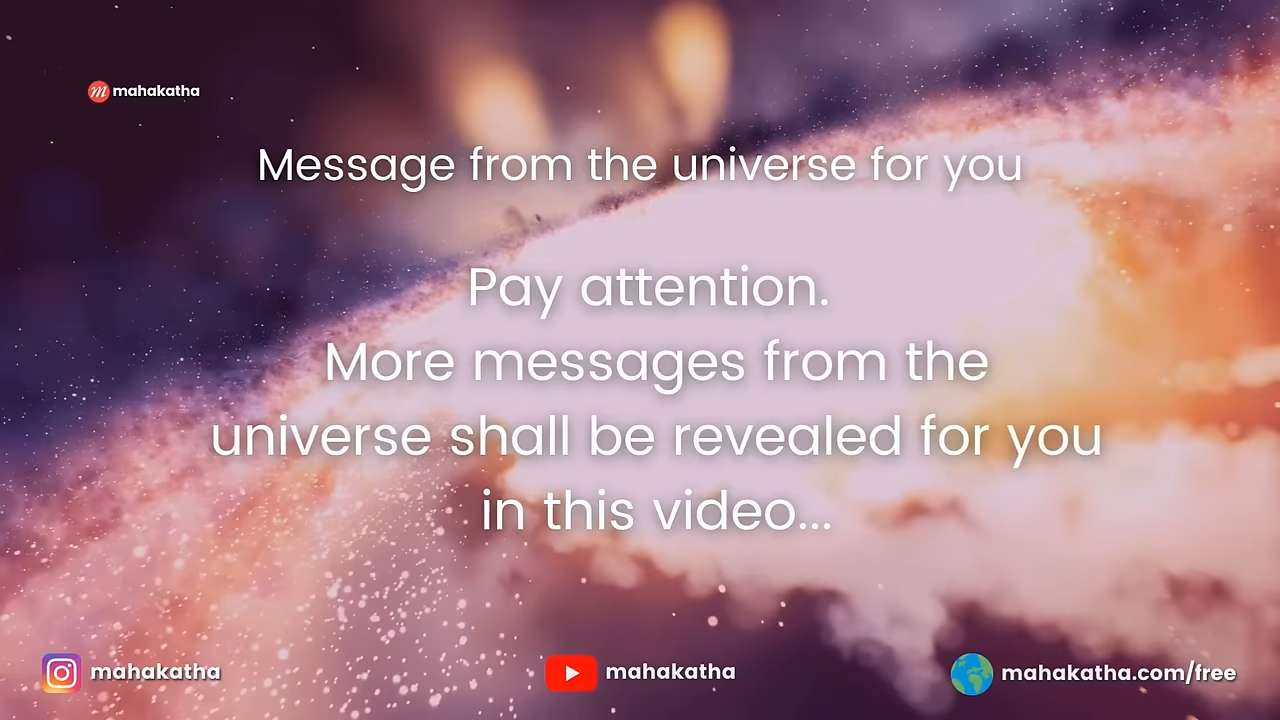 mahakatha
Message from the universe for you
Pay attention.
More messages from the
universe shall be revealed for you
in this video...
mahakatha
mahakatha
mahakatha.com/free